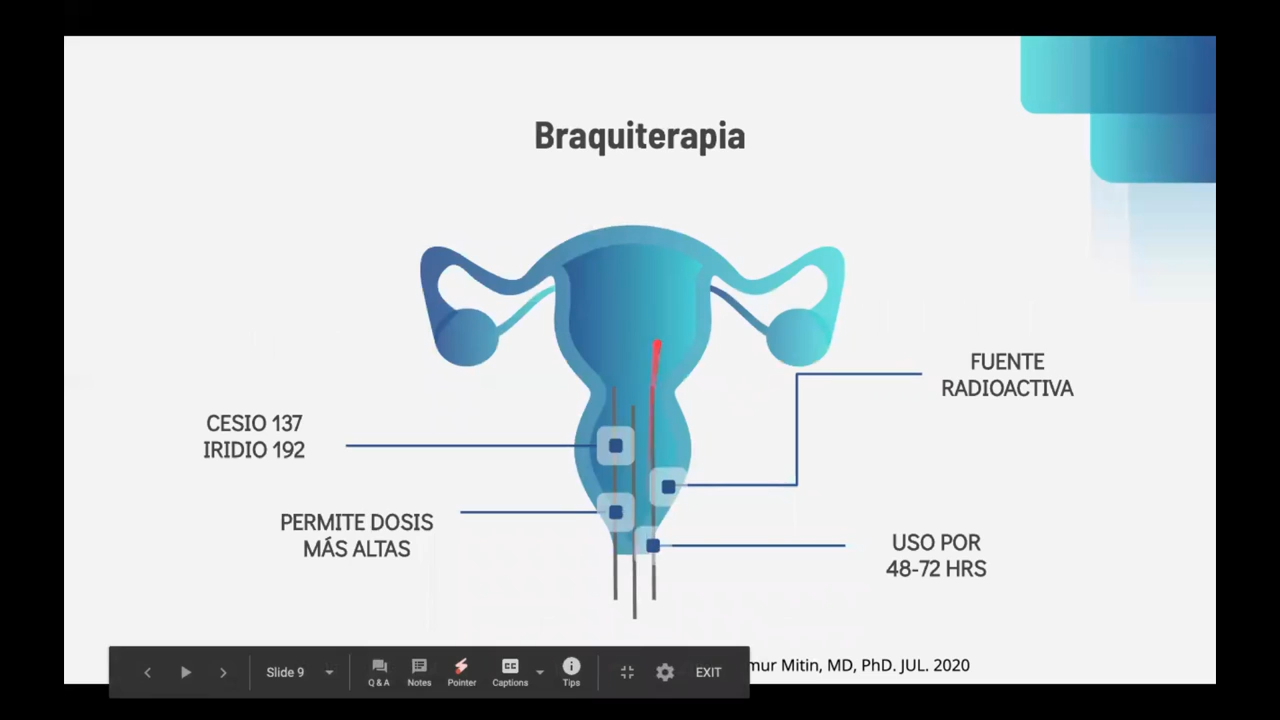 Braquiterapia
CESIO 137
IRIDIO 192
PERMITE DOSIS
MÁS ALTAS
FUENTE
RADIOACTIVA
USO POR
48-72 HRS
Mitin, MD, PhD. JUL. 2020
Slide 9
Q & A
Notes
Pointer
CC
Captions
Tips
EXIT